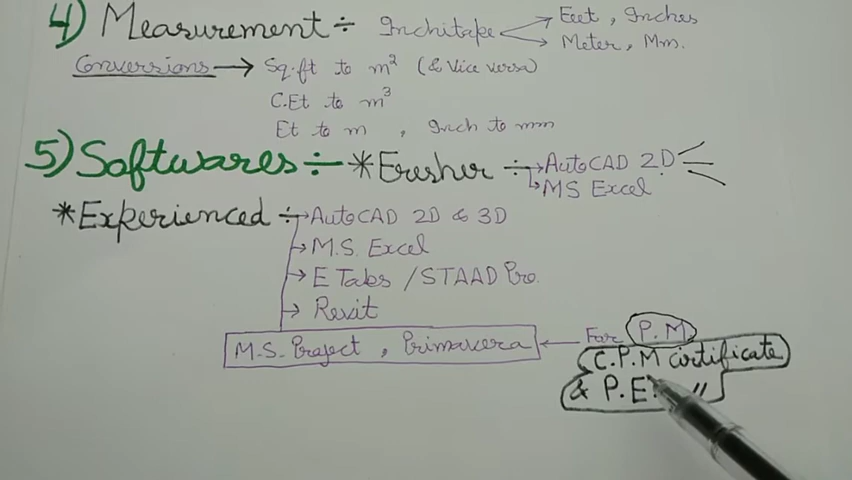 4) Measurement ÷ Inchitape Feet, Inches
Meter, Mm.
Conversions → Sq.ft to m² (& Vice versa)
C.Ft to m³
Ft to m , Inch to mm
5) Softwares ÷ *Fresher ÷ → AutoCAD 2D
→ MS Excel
*Experienced ÷ → AutoCAD 2D & 3D
→ M.S. Excel
→ E Tabs / STAAD Pro.
→ Revit
M.S. Project , Primavera ← For P.M
C.P.M certificate
& P.E. "